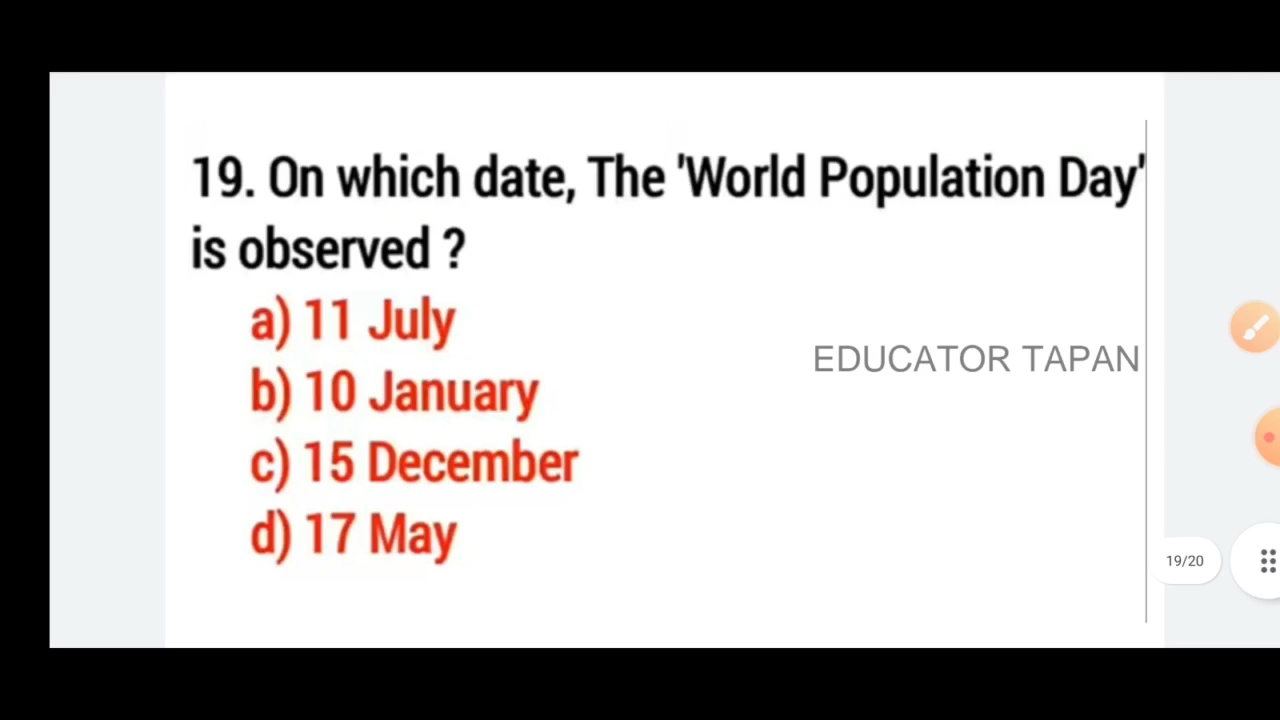 19. On which date, The 'World Population Day'
is observed ?
a) 11 July
b) 10 January
c) 15 December
d) 17 May
EDUCATOR TAPAN
19/20